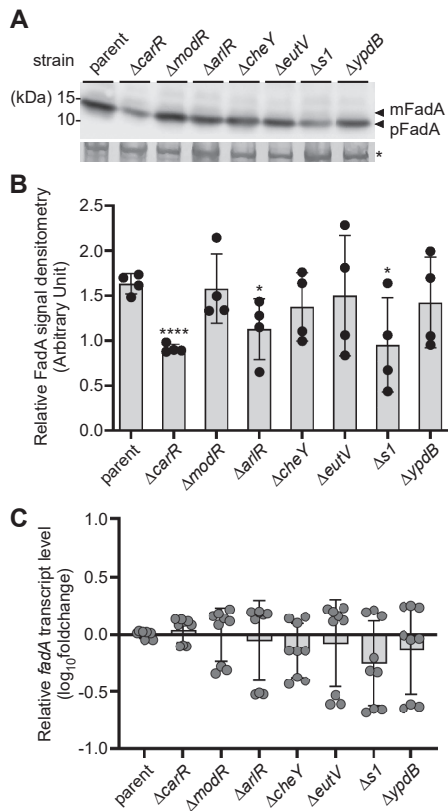 A
strain parent ΔcarR ΔmodR ΔarlR ΔcheY ΔeutV Δs1 ΔypdB
(kDa) 15
10
mFadA
pFadA
*
B
Relative FadA signal densitometry
(Arbitrary Unit)
2.5
2.0
1.5
1.0
0.5
0.0
****
*
*
parent ΔcarR ΔmodR ΔarlR ΔcheY ΔeutV Δs1 ΔypdB
C
Relative fadA transcript level
(log10foldchange)
1.0
0.5
0.0
-0.5
-1.0
parent ΔcarR ΔmodR ΔarlR ΔcheY ΔeutV Δs1 ΔypdB